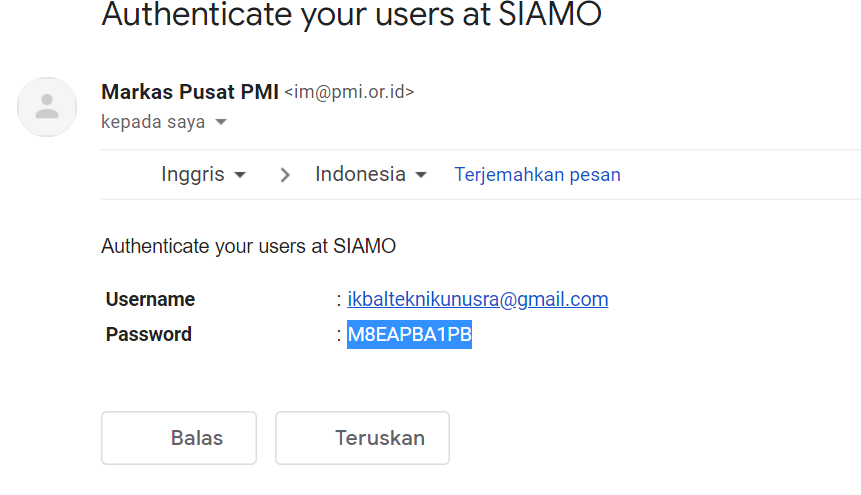 Authenticate your users at SIAMO
Markas Pusat PMI <im@pmi.or.id>
kepada saya
Inggris > Indonesia Terjemahkan pesan
Authenticate your users at SIAMO
Username : ikbalteknikunusra@gmail.com
Password : M8EAPBA1PB
Balas Teruskan